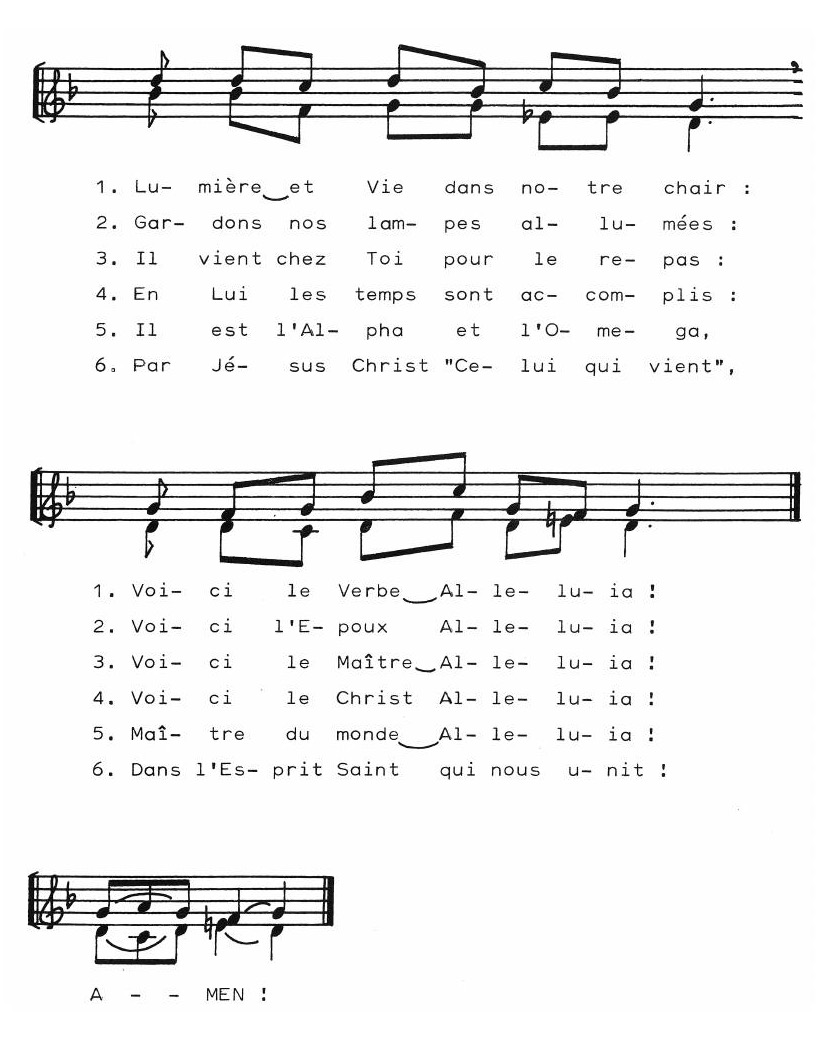 1. Lu- mière et Vie dans no- tre chair :
2. Gar- dons nos lam- pes al- lu- mées :
3. Il vient chez Toi pour le re- pas :
4. En Lui les temps sont ac- com- plis :
5. Il est l'Al- pha et l'O- me- ga,
6. Par Jé- sus Christ "Ce- lui qui vient",
1. Voi- ci le Verbe Al- le- lu- ia !
2. Voi- ci l'E- poux Al- le- lu- ia !
3. Voi- ci le Maître Al- le- lu- ia !
4. Voi- ci le Christ Al- le- lu- ia !
5. Maî- tre du monde Al- le- lu- ia !
6. Dans l'Es- prit Saint qui nous u- nit !
A - - MEN !